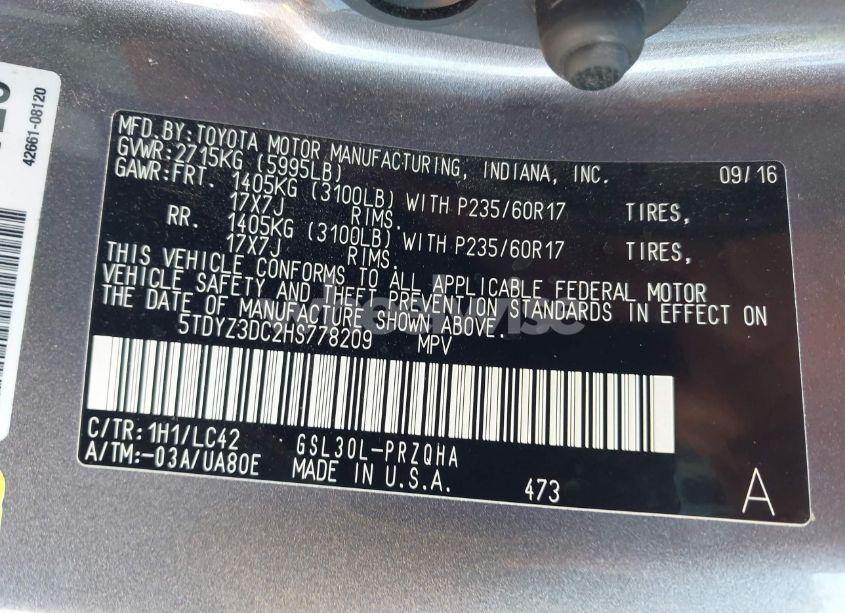 42661-08120
MFD.BY:TOYOTA MOTOR MANUFACTURING, INDIANA, INC. 09/16
GVWR:2715KG (5995LB)
GAWR:FRT. 1405KG (3100LB) WITH P235/60R17 TIRES,
17X7J RIMS.
RR. 1405KG (3100LB) WITH P235/60R17 TIRES,
17X7J RIMS.
THIS VEHICLE CONFORMS TO ALL APPLICABLE FEDERAL MOTOR
VEHICLE SAFETY AND THEFT PREVENTION STANDARDS IN EFFECT ON
THE DATE OF MANUFACTURE SHOWN ABOVE.
5TDYZ3DC2HS778209 MPV
C/TR:1H1/LC42 GSL30L-PRZQHA
A/TM:-03A/UA80E MADE IN U.S.A. 473
A